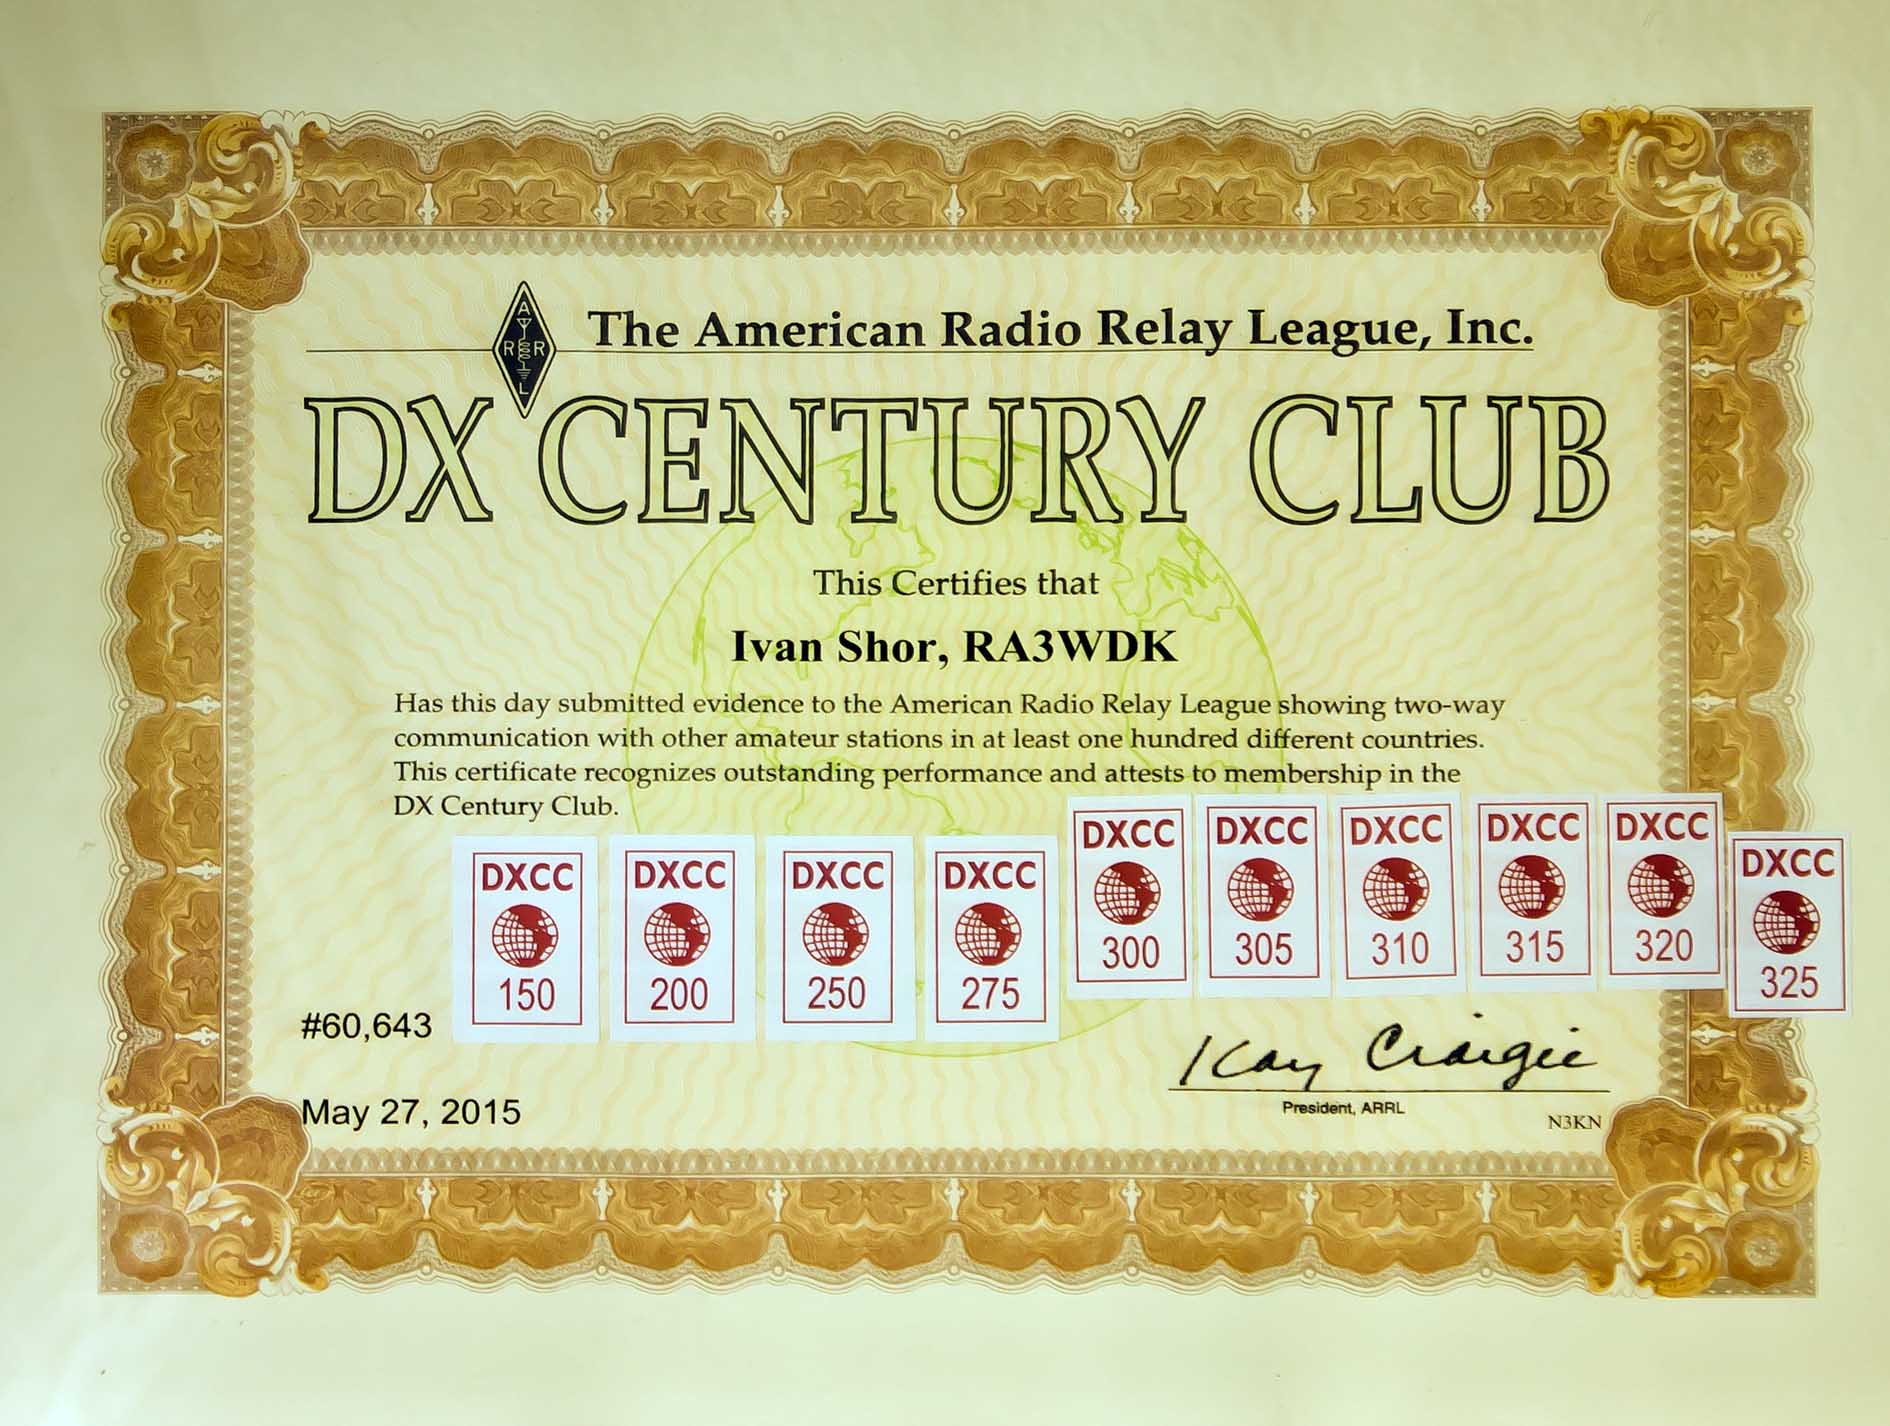 A
R R
L
The American Radio Relay League, Inc.
DX CENTURY CLUB
This Certifies that
Ivan Shor, RA3WDK
Has this day submitted evidence to the American Radio Relay League showing two-way
communication with other amateur stations in at least one hundred different countries.
This certificate recognizes outstanding performance and attests to membership in the
DX Century Club.
DXCC
150
DXCC
200
DXCC
250
DXCC
275
DXCC
300
DXCC
305
DXCC
310
DXCC
315
DXCC
320
DXCC
325
#60,643
Kay Craigie
May 27, 2015
President, ARRL
N3KN